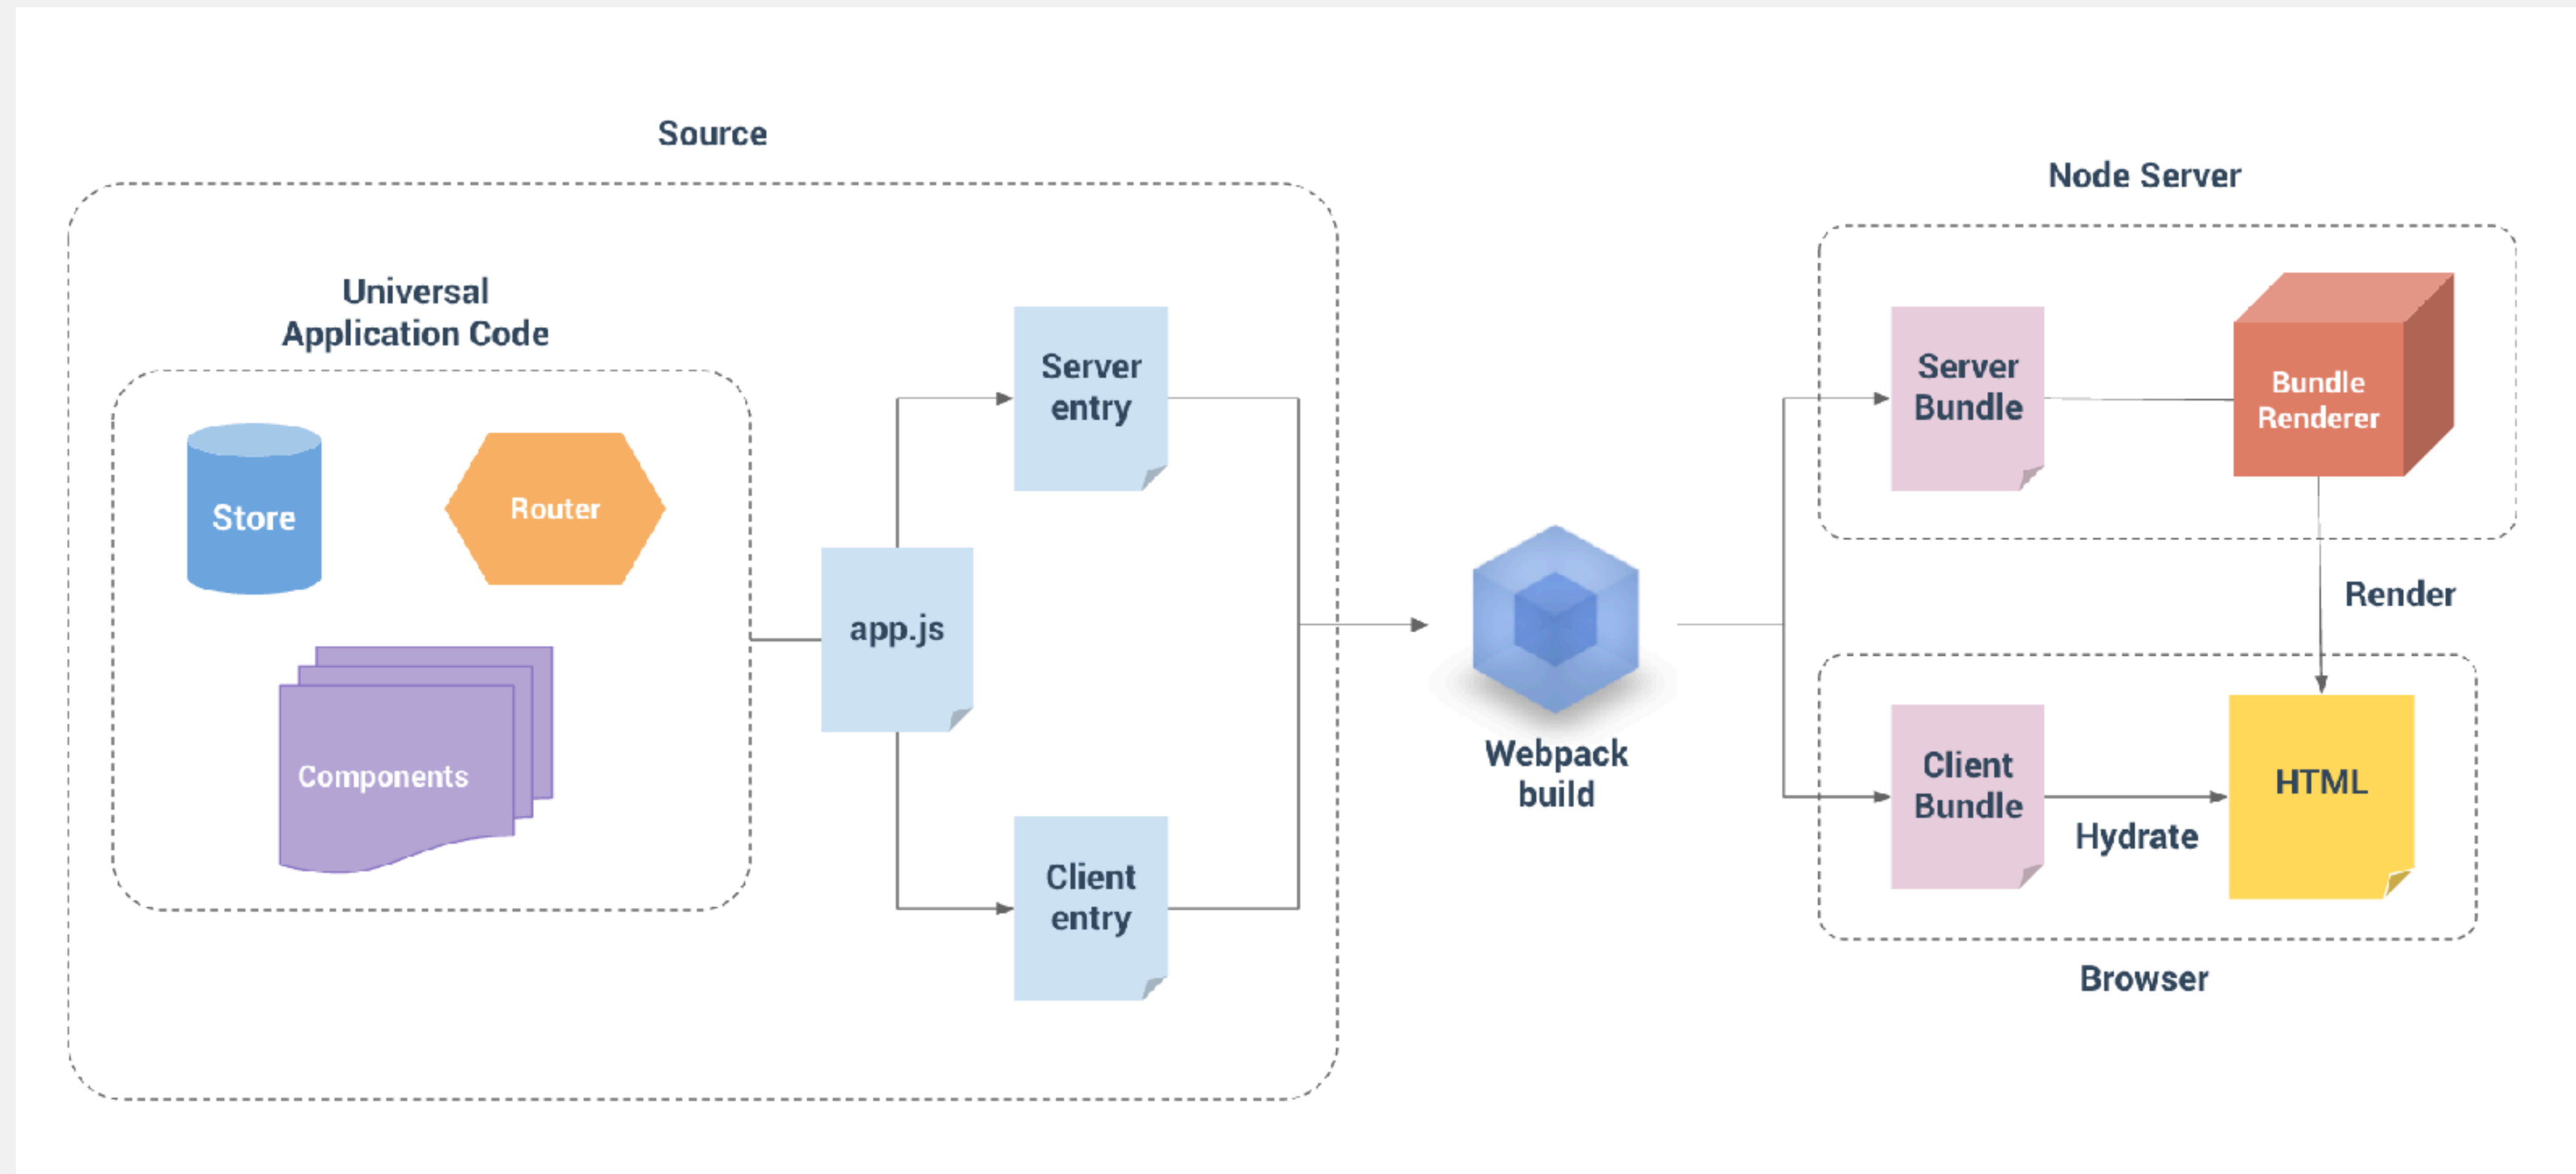 Source
Universal
Application Code
Store
Router
Components
app.js
Server
entry
Client
entry
Webpack
build
Node Server
Server
Bundle
Bundle
Renderer
Render
Client
Bundle
Hydrate
HTML
Browser